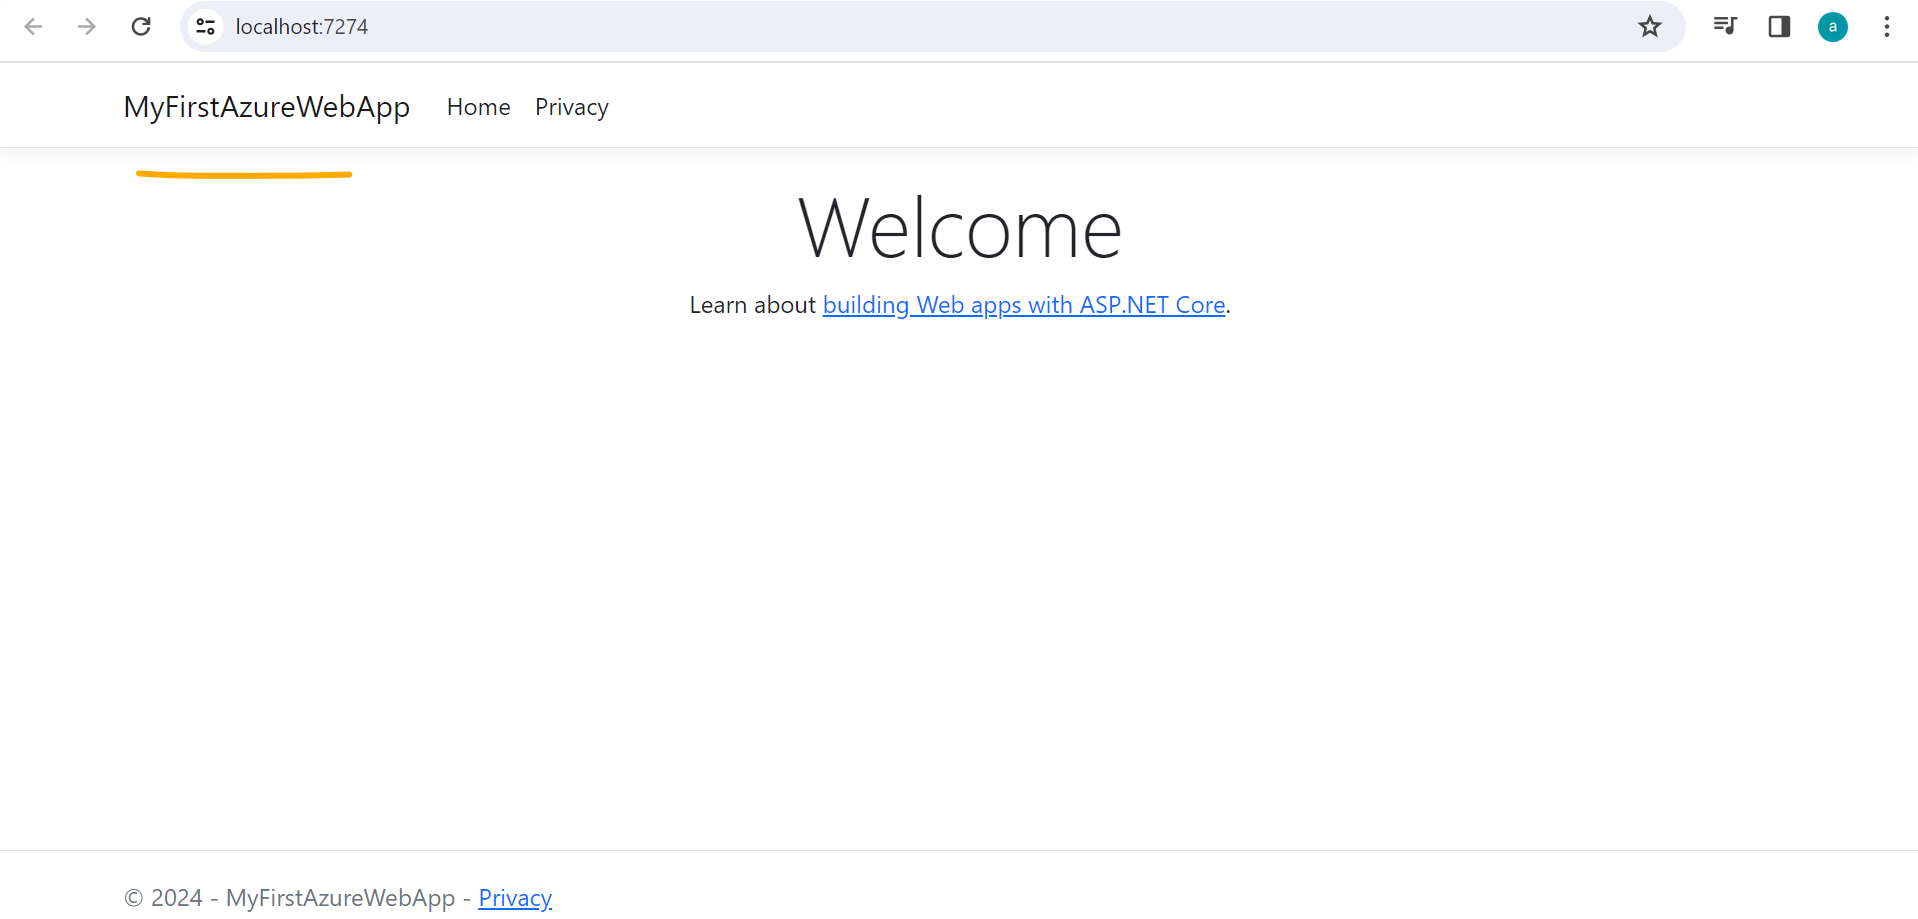 localhost:7274
a
MyFirstAzureWebApp Home Privacy
Welcome
Learn about building Web apps with ASP.NET Core.
© 2024 - MyFirstAzureWebApp - Privacy